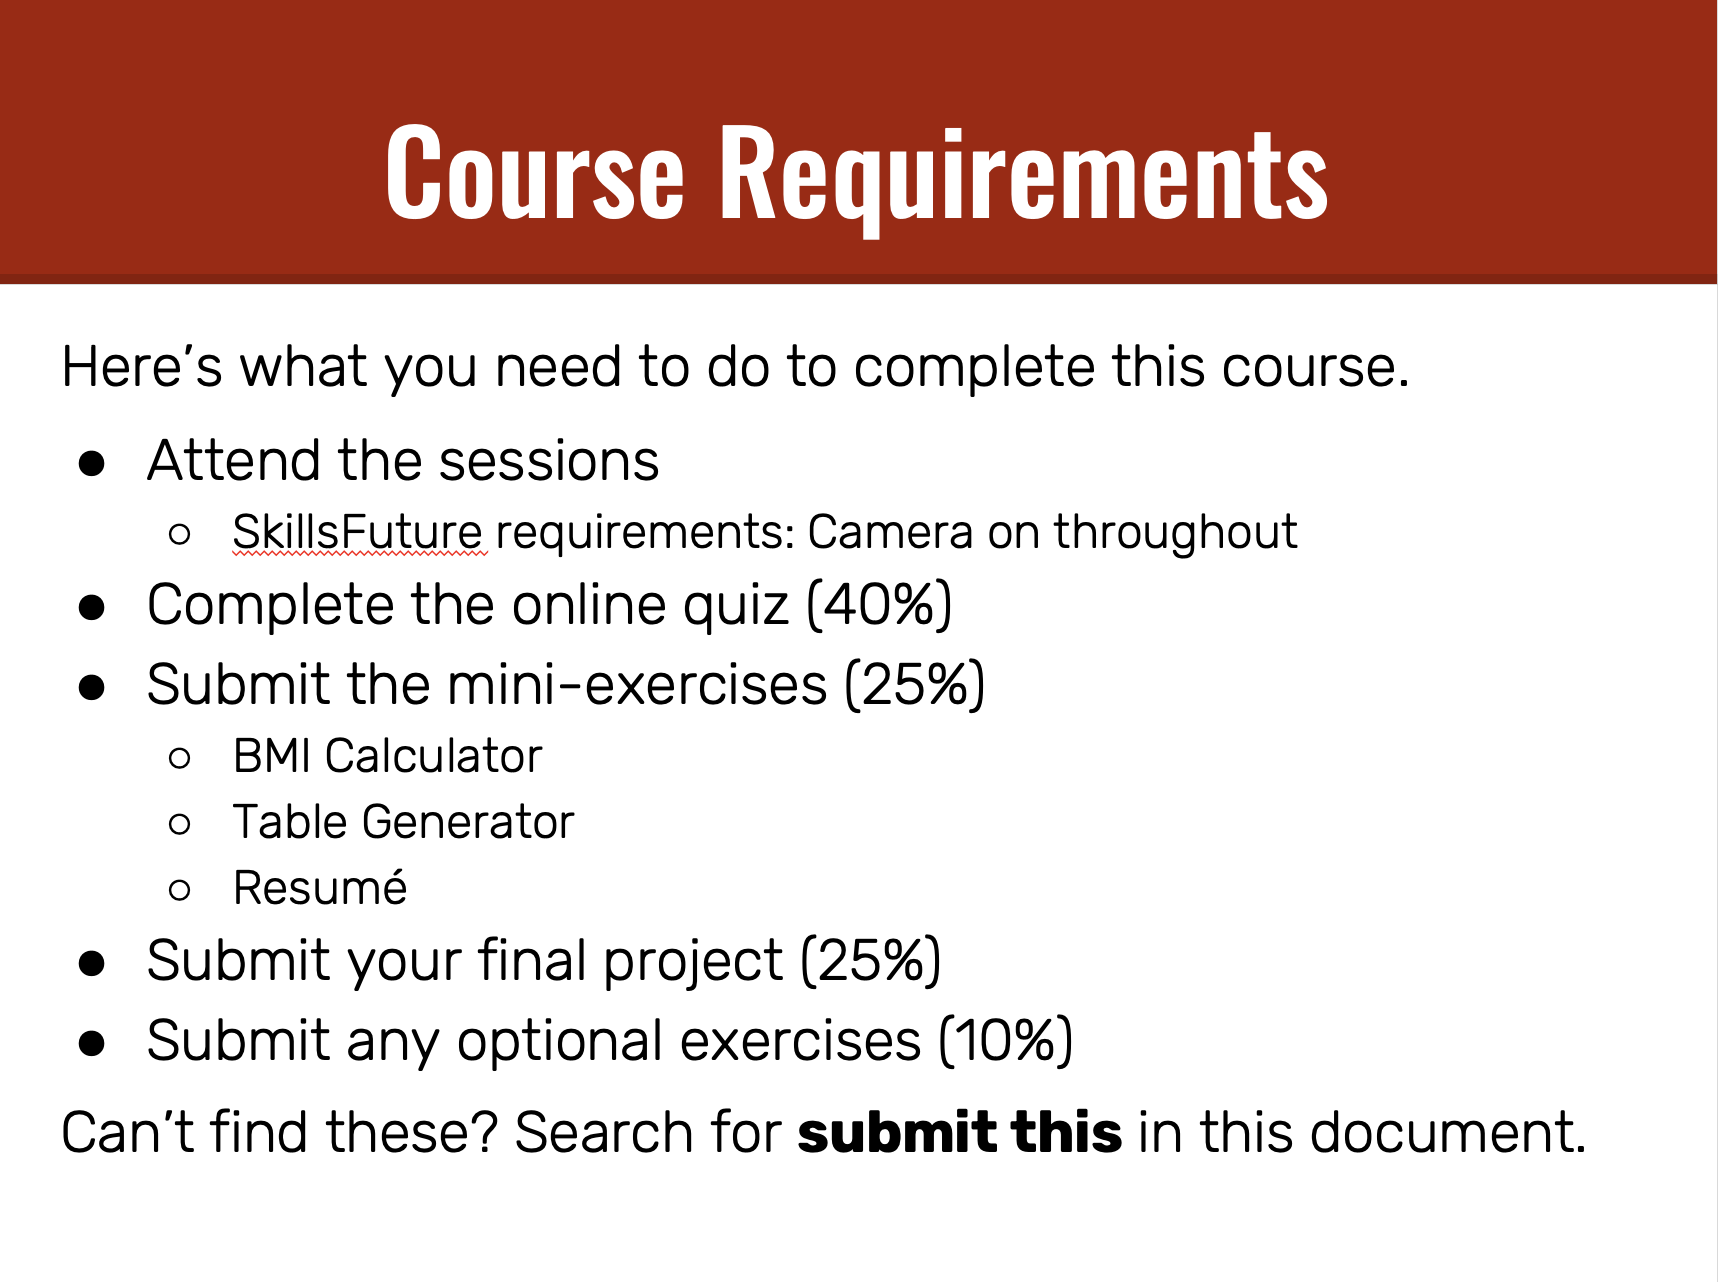 Course Requirements
Here’s what you need to do to complete this course.
● Attend the sessions
○ SkillsFuture requirements: Camera on throughout
● Complete the online quiz (40%)
● Submit the mini-exercises (25%)
○ BMI Calculator
○ Table Generator
○ Resumé
● Submit your final project (25%)
● Submit any optional exercises (10%)
Can’t find these? Search for submit this in this document.